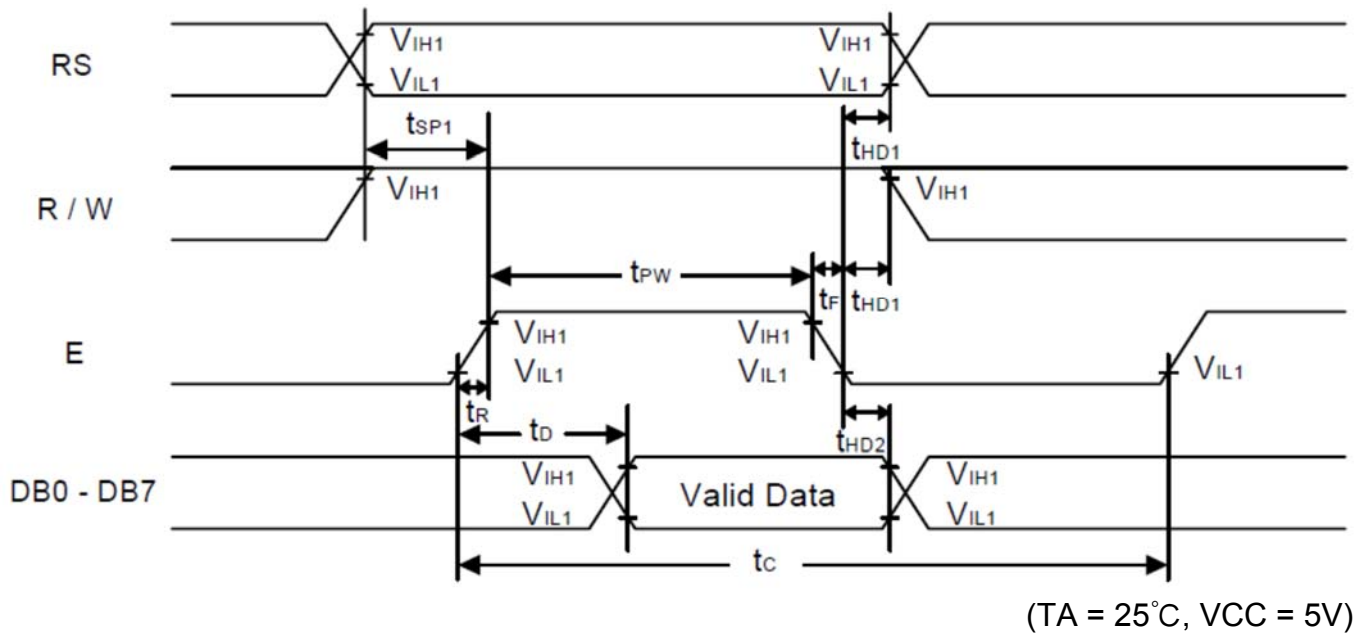 RS
VIH1
VIH1
VIL1
VIL1
tSP1
tHD1
R / W
VIH1
VIH1
tPW
tF
tHD1
E
VIH1
VIH1
VIL1
VIL1
VIL1
tR
tD
tHD2
DB0 - DB7
VIH1
Valid Data
VIH1
VIL1
VIL1
tC
(TA = 25℃, VCC = 5V)